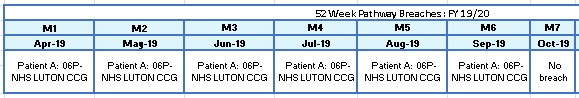 52 Week Pathway Breaches: FY 19/20
M1 M2 M3 M4 M5 M6 M7
Apr-19 May-19 Jun-19 Jul-19 Aug-19 Sep-19 Oct-19
Patient A: 06P- Patient A: 06P- Patient A: 06P- Patient A: 06P- Patient A: 06P- Patient A: 06P- No
NHS LUTON CCG NHS LUTON CCG NHS LUTON CCG NHS LUTON CCG NHS LUTON CCG NHS LUTON CCG breach